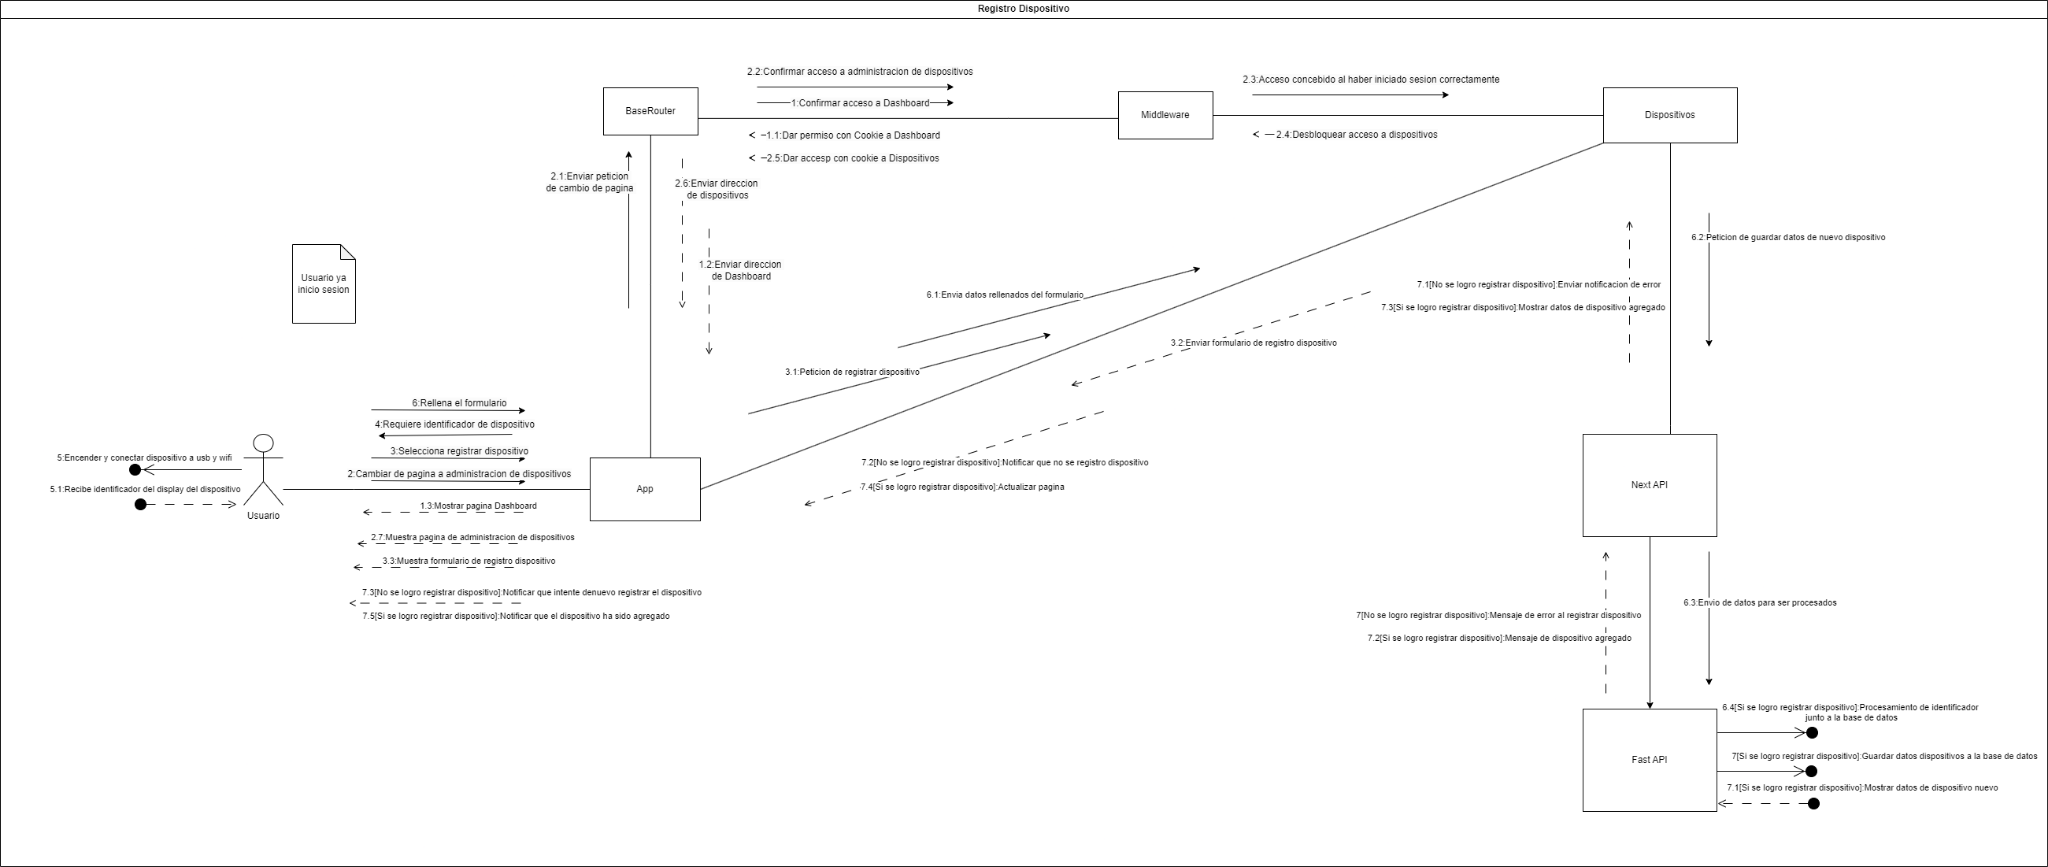 Registro Dispositivo
2.2:Confirmar acceso a administracion de dispositivos
1:Confirmar acceso a Dashboard
1.1:Dar permiso con Cookie a Dashboard
2.5:Dar accesp con cookie a Dispositivos
2.3:Acceso concebido al haber iniciado sesion correctamente
2.4:Desbloquear acceso a dispositivos
BaseRouter
Middleware
Dispositivos
2.1:Enviar peticion
de cambio de pagina
2.6:Enviar direccion
de dispositivos
1.2:Enviar direccion
de Dashboard
Usuario ya
inicio sesion
6.1:Envia datos rellenados del formulario
3.1:Peticion de registrar dispositivo
3.2:Enviar formulario de registro dispositivo
6.2:Peticion de guardar datos de nuevo dispositivo
7.1[No se logro registrar dispositivo]:Enviar notificacion de error
7.3[Si se logro registrar dispositivo]:Mostrar datos de dispositivo agregado
6:Rellena el formulario
4:Requiere identificador de dispositivo
3:Selecciona registrar dispositivo
2:Cambiar de pagina a administracion de dispositivos
5:Encender y conectar dispositivo a usb y wifi
5.1:Recibe identificador del display del dispositivo
Usuario
App
1.3:Mostrar pagina Dashboard
2.7:Muestra pagina de administracion de dispositivos
3.3:Muestra formulario de registro dispositivo
7.3[No se logro registrar dispositivo]:Notificar que intente denuevo registrar el dispositivo
7.5[Si se logro registrar dispositivo]:Notificar que el dispositivo ha sido agregado
7.2[No se logro registrar dispositivo]:Notificar que no se registro dispositivo
7.4[Si se logro registrar dispositivo]:Actualizar pagina
Next API
6.3:Envio de datos para ser procesados
7[No se logro registrar dispositivo]:Mensaje de error al registrar dispositivo
7.2[Si se logro registrar dispositivo]:Mensaje de dispositivo agregado
Fast API
6.4[Si se logro registrar dispositivo]:Procesamiento de identificador
junto a la base de datos
7[Si se logro registrar dispositivo]:Guardar datos dispositivos a la base de datos
7.1[Si se logro registrar dispositivo]:Mostrar datos de dispositivo nuevo